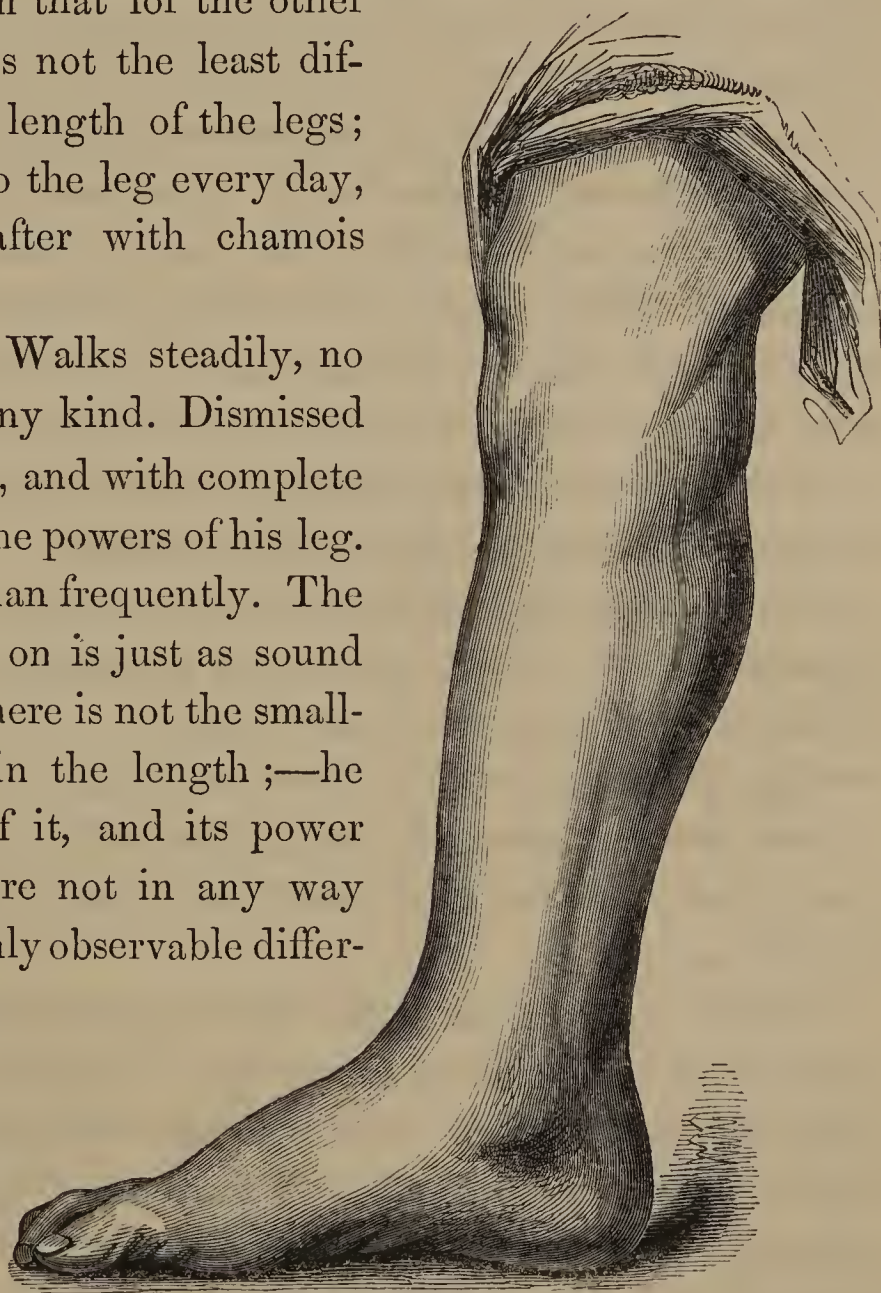 that for the other
s not the least dif-
length of the legs;
the leg every day,
after with chamois
Walks steadily, no
ny kind. Dismissed
, and with complete
he powers of his leg.
an frequently. The
on is just as sound
here is not the small-
in the length ;—he
f it, and its power
re not in any way
nly observable differ-